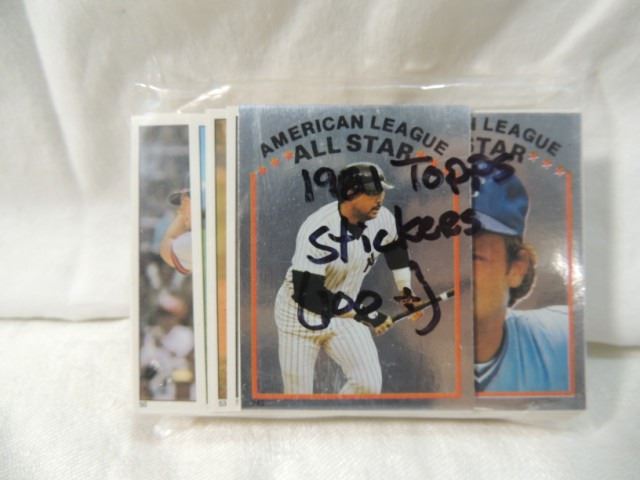 AMERICAN LEAGUE
ALL STAR
N LEAGUE
STAR
1981 Topps
stickers